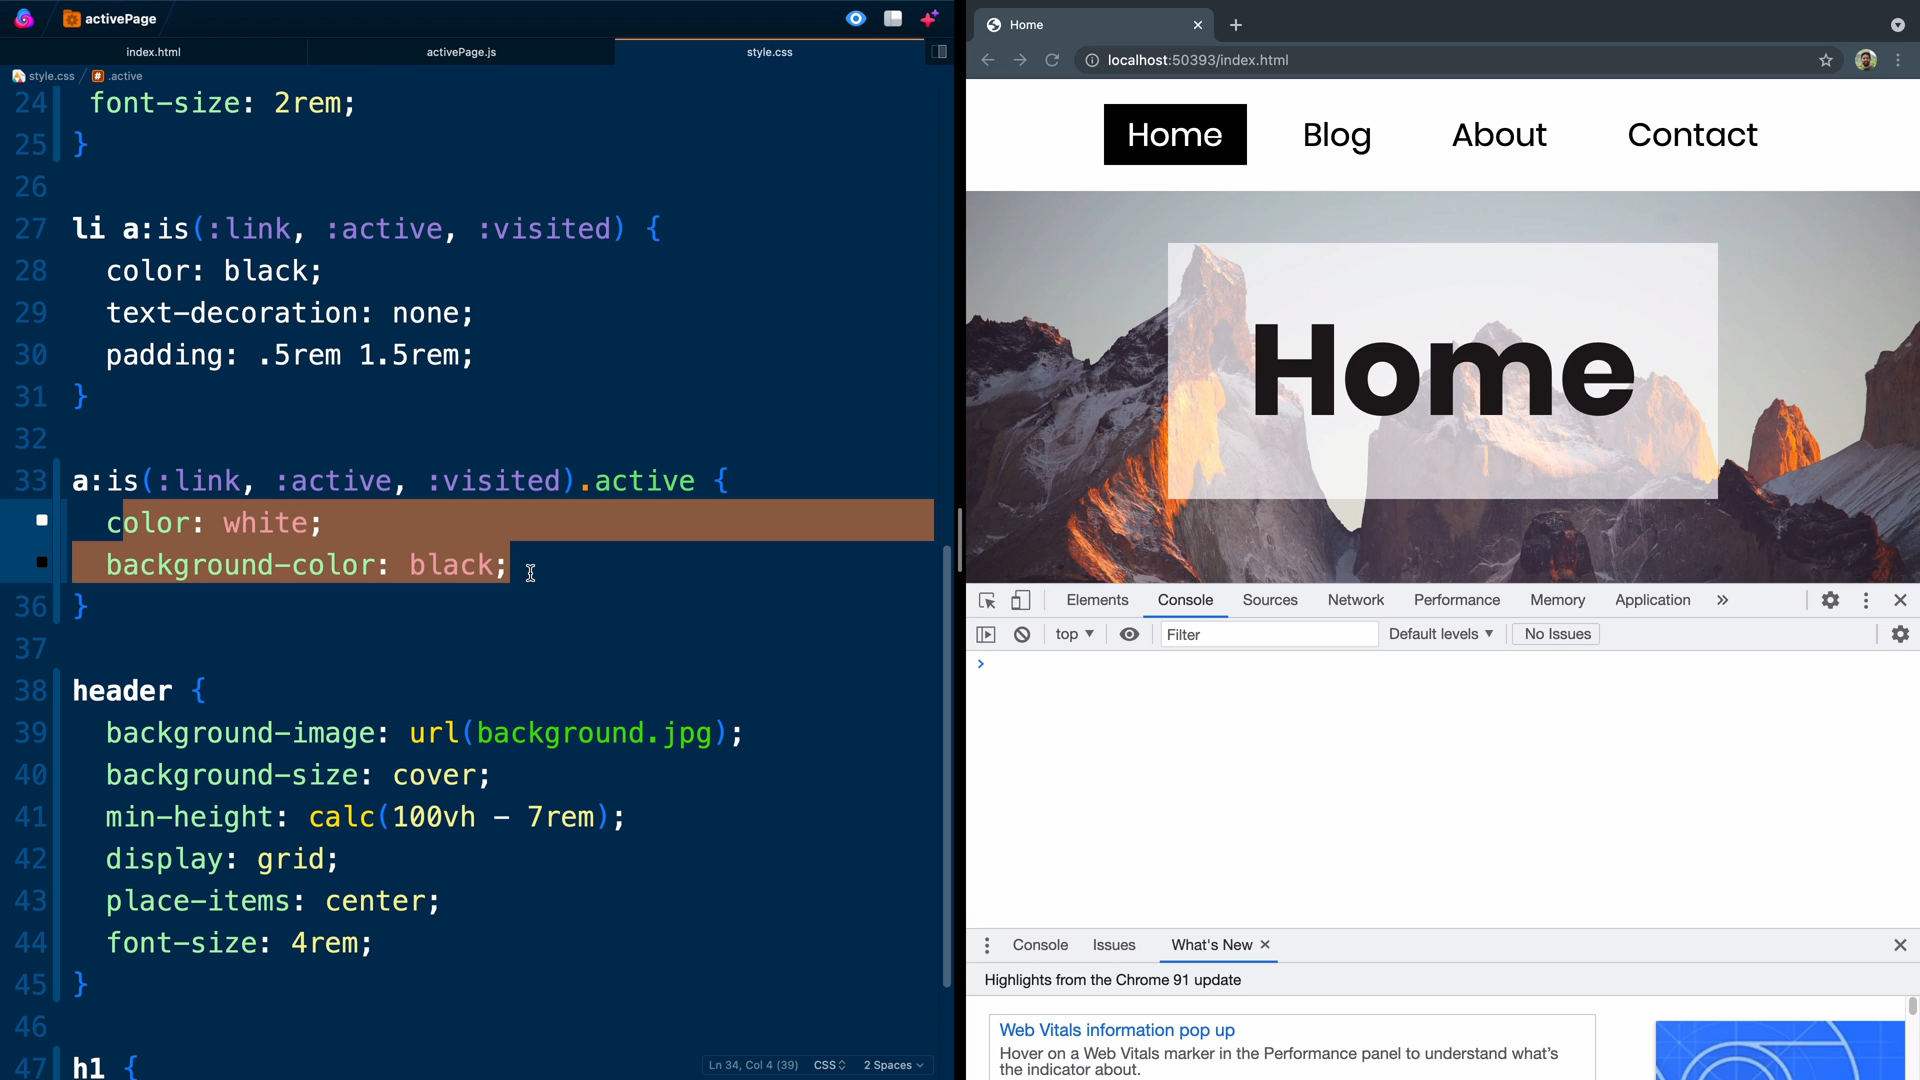 activePage
index.html
activePage.js
style.css
style.css
.active
24 font-size: 2rem;
25 }
26
27 li a:is(:link, :active, :visited) {
28 color: black;
29 text-decoration: none;
30 padding: .5rem 1.5rem;
31 }
32
33 a:is(:link, :active, :visited).active {
color: white;
background-color: black;
36 }
37
38 header {
39 background-image: url(background.jpg);
40 background-size: cover;
41 min-height: calc(100vh - 7rem);
42 display: grid;
43 place-items: center;
44 font-size: 4rem;
45 }
46
47 h1 {
Ln 34, Col 4 (39) CSS 2 Spaces
Home
localhost:50393/index.html
Home Blog About Contact
Home
Elements Console Sources Network Performance Memory Application
top Filter Default levels No Issues
Console Issues What's New
Highlights from the Chrome 91 update
Web Vitals information pop up
Hover on a Web Vitals marker in the Performance panel to understand what's
the indicator about.